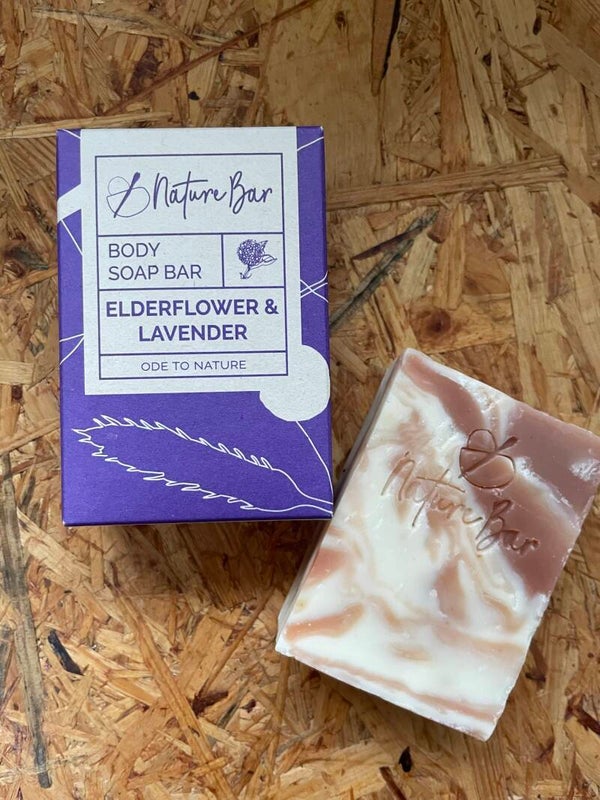 Nature Bar
BODY
SOAP BAR
ELDERFLOWER &
LAVENDER
ODE TO NATURE
Nature Bar